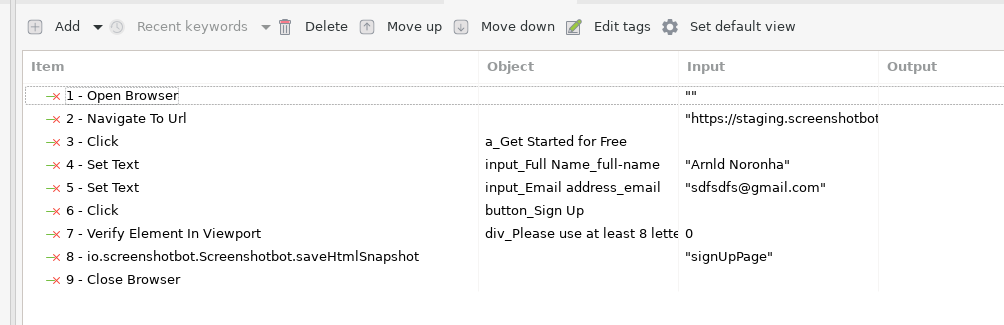 Add Recent keywords Delete Move up Move down Edit tags Set default view
Item Object Input Output
1 - Open Browser ""
2 - Navigate To Url "https://staging.screenshotbot
3 - Click a_Get Started for Free
4 - Set Text input_Full Name_full-name "Arnld Noronha"
5 - Set Text input_Email address_email "sdfsdfs@gmail.com"
6 - Click button_Sign Up
7 - Verify Element In Viewport div_Please use at least 8 lette 0
8 - io.screenshotbot.Screenshotbot.saveHtmlSnapshot "signUpPage"
9 - Close Browser